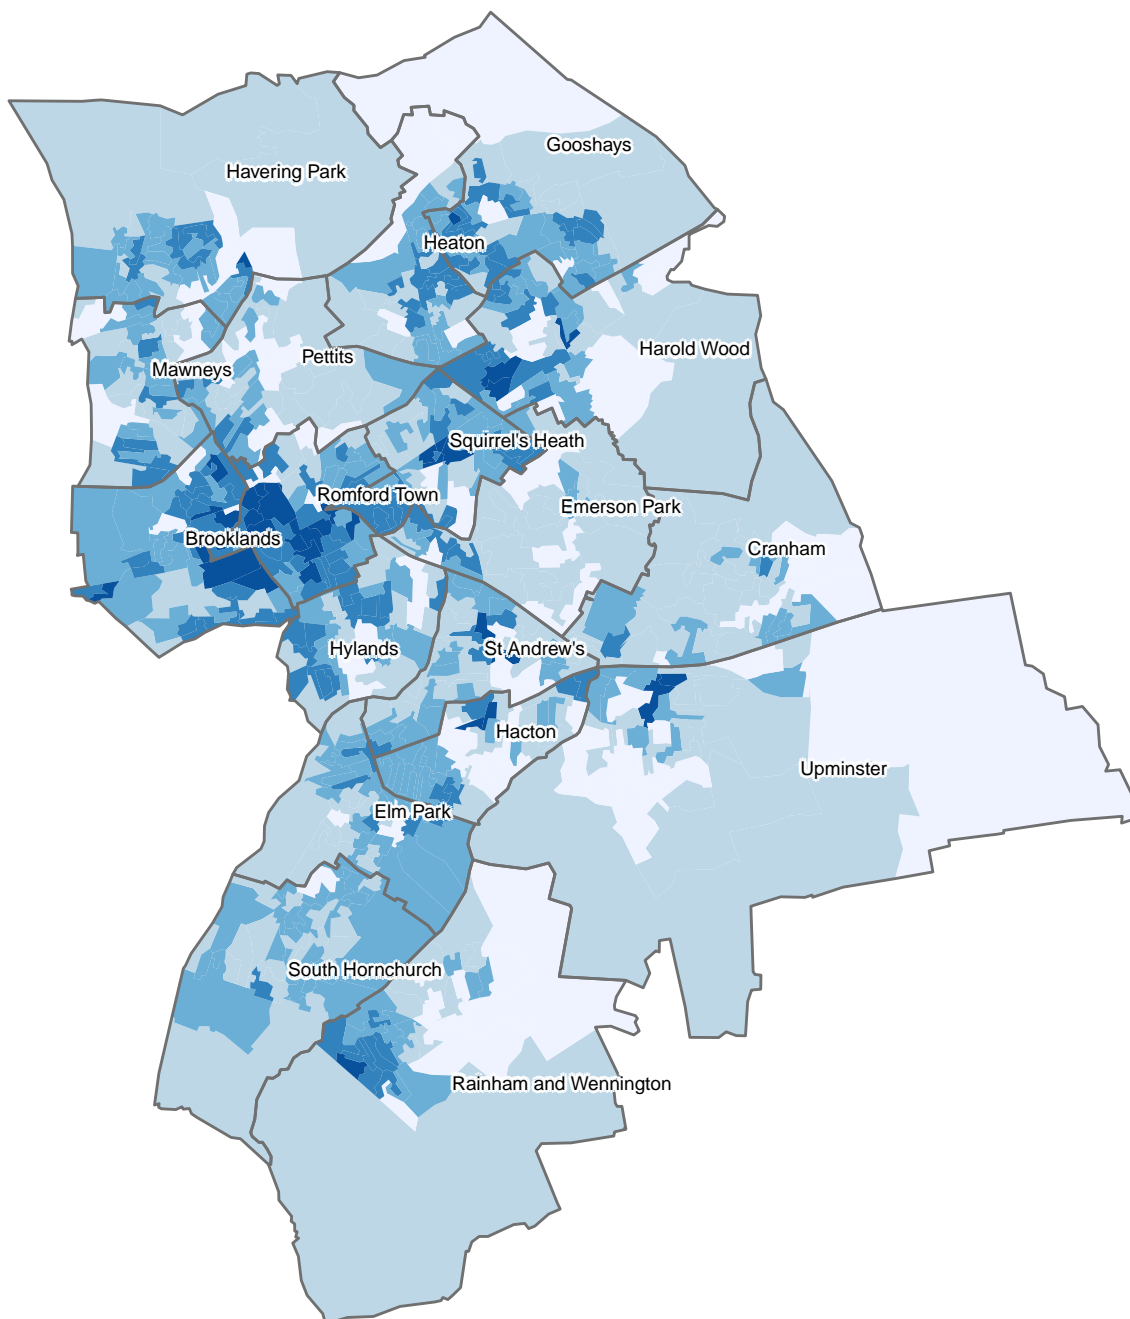 Gooshays
Havering Park
Heaton
Harold Wood
Pettits
Mawneys
Squirrel's Heath
Romford Town
Emerson Park
Brooklands
Cranham
Hylands
St Andrew's
Hacton
Upminster
Elm Park
South Hornchurch
Rainham and Wennington